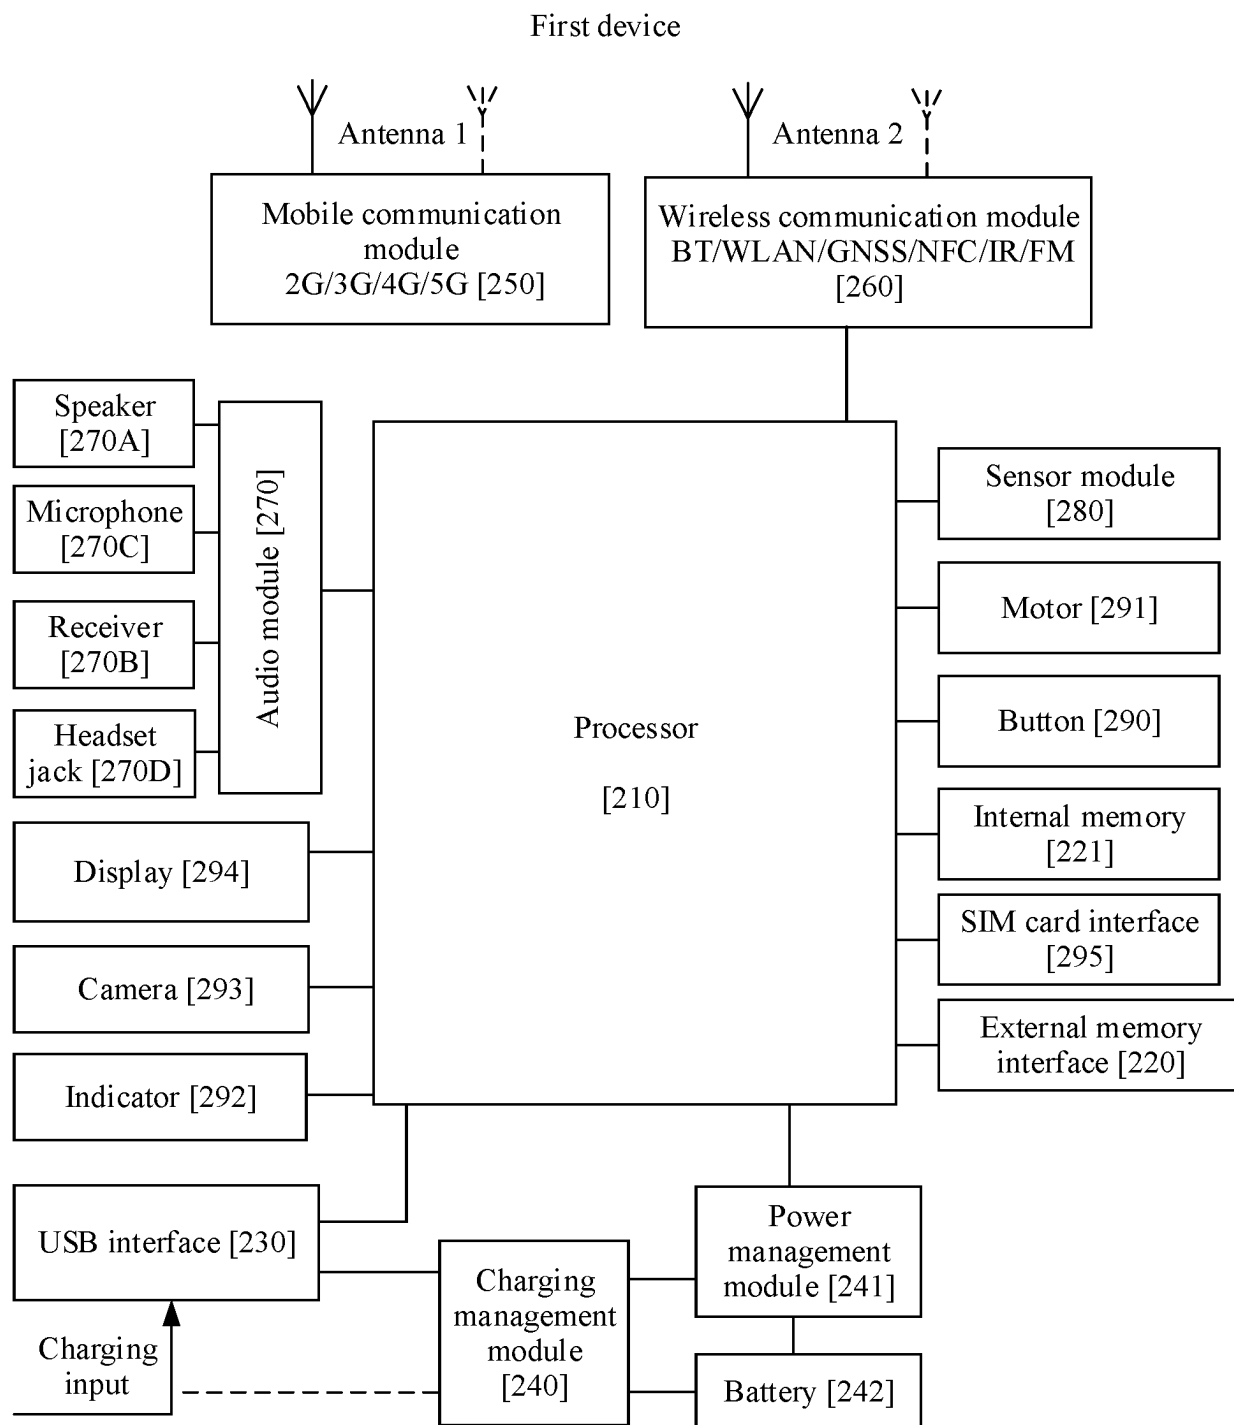 First device
Antenna 1
Antenna 2
Mobile communication
module
2G/3G/4G/5G [250]
Wireless communication module
BT/WLAN/GNSS/NFC/IR/FM
[260]
Speaker
[270A]
Microphone
[270C]
Receiver
[270B]
Headset
jack [270D]
Audio module [270]
Display [294]
Camera [293]
Indicator [292]
USB interface [230]
Charging
input
Processor
[210]
Sensor module
[280]
Motor [291]
Button [290]
Internal memory
[221]
SIM card interface
[295]
External memory
interface [220]
Charging
management
module
[240]
Power
management
module [241]
Battery [242]